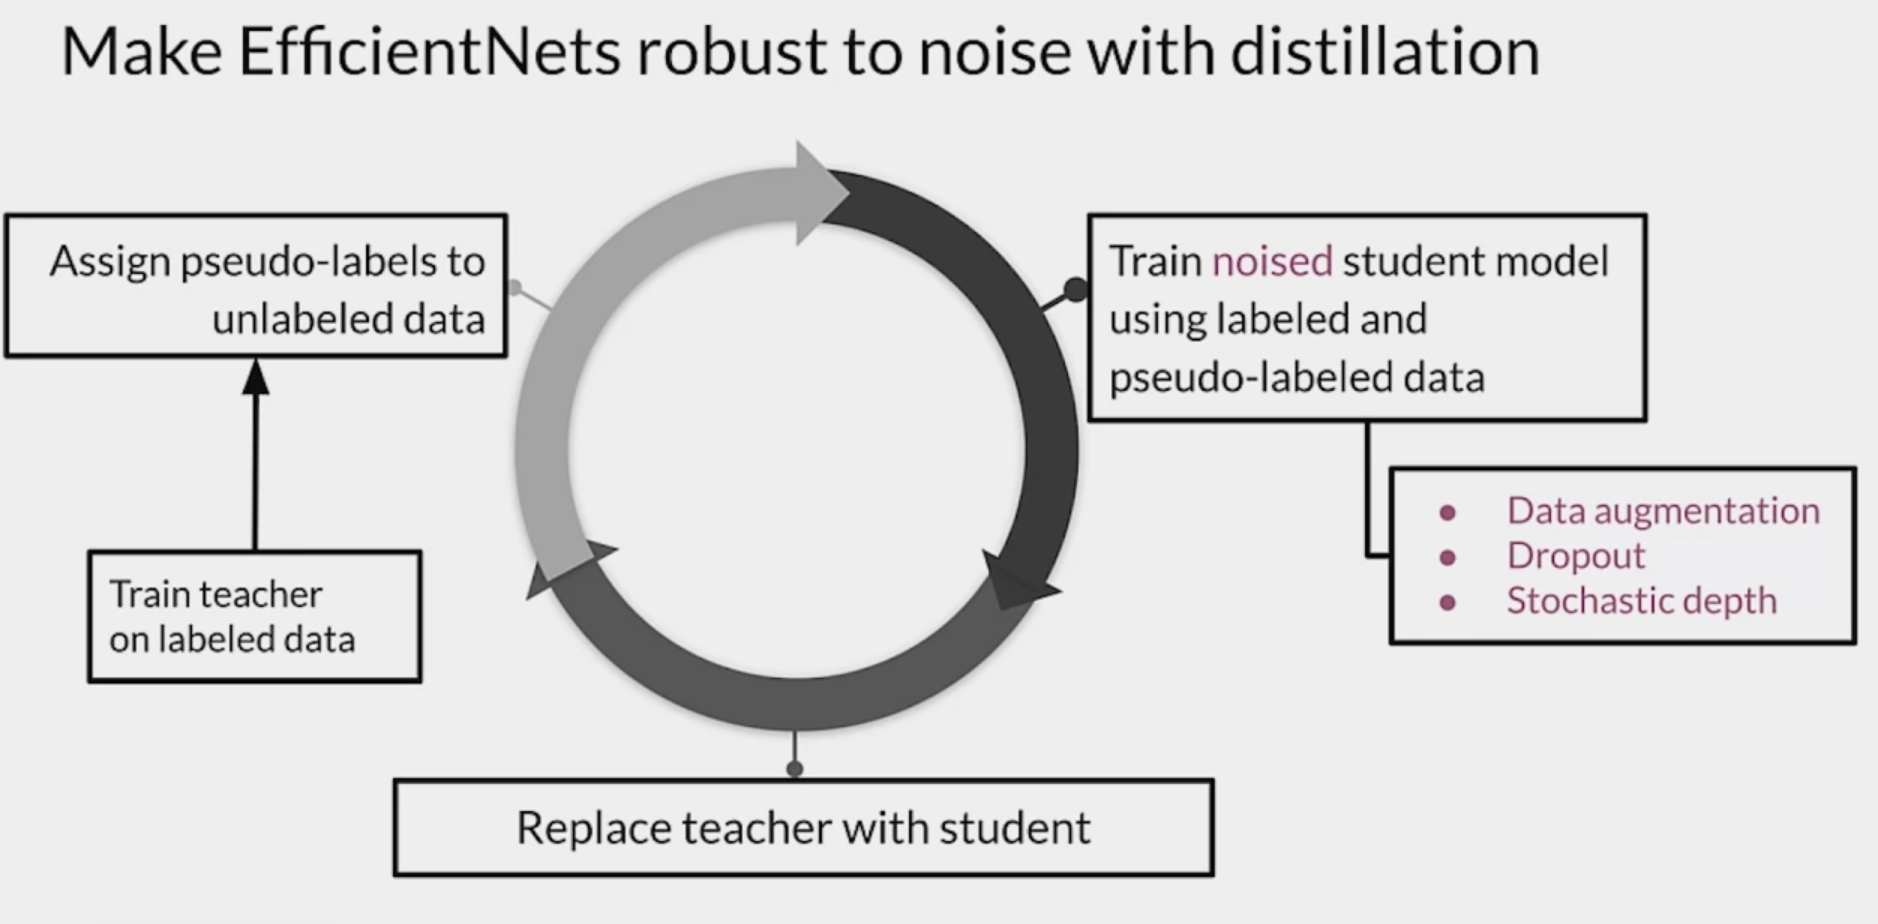 Make EfficientNets robust to noise with distillation
Assign pseudo-labels to
unlabeled data
Train teacher
on labeled data
Train noised student model
using labeled and
pseudo-labeled data
• Data augmentation
• Dropout
• Stochastic depth
Replace teacher with student